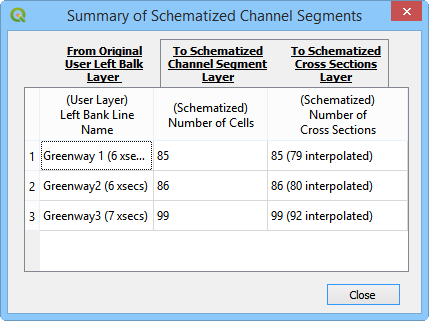 Summary of Schematized Channel Segments
From Original
User Left Balk
Layer
To Schematized
Channel Segment
Layer
To Schematized
Cross Sections
Layer
(User Layer)
Left Bank Line
Name
(Schematized)
Number of Cells
(Schematized)
Number of
Cross Sections
1 Greenway 1 (6 xse... 85 85 (79 interpolated)
2 Greenway2 (6 xsecs) 86 86 (80 interpolated)
3 Greenway3 (7 xsecs) 99 99 (92 interpolated)
Close